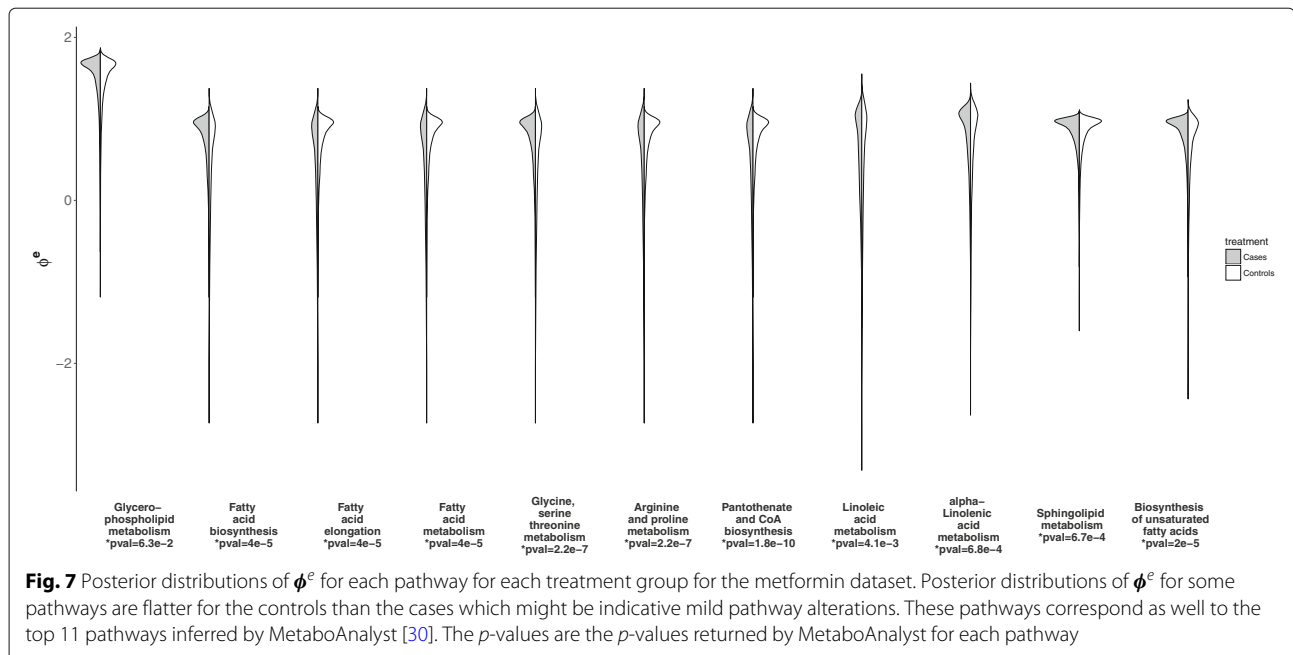 2
0
−2
ϕe
treatment
Cases
Controls
Glycero−
phospholipid
metabolism
*pval=6.3e−2
Fatty
acid
biosynthesis
*pval=4e−5
Fatty
acid
elongation
*pval=4e−5
Fatty
acid
metabolism
*pval=4e−5
Glycine,
serine
threonine
metabolism
*pval=2.2e−7
Arginine
and proline
metabolism
*pval=2.2e−7
Pantothenate
and CoA
biosynthesis
*pval=1.8e−10
Linoleic
acid
metabolism
*pval=4.1e−3
alpha−
Linolenic
acid
metabolism
*pval=6.8e−4
Sphingolipid
metabolism
*pval=6.7e−4
Biosynthesis
of unsaturated
fatty acids
*pval=2e−5
Fig. 7 Posterior distributions of ϕe for each pathway for each treatment group for the metformin dataset. Posterior distributions of ϕe for some
pathways are flatter for the controls than the cases which might be indicative mild pathway alterations. These pathways correspond as well to the
top 11 pathways inferred by MetaboAnalyst [30]. The p-values are the p-values returned by MetaboAnalyst for each pathway